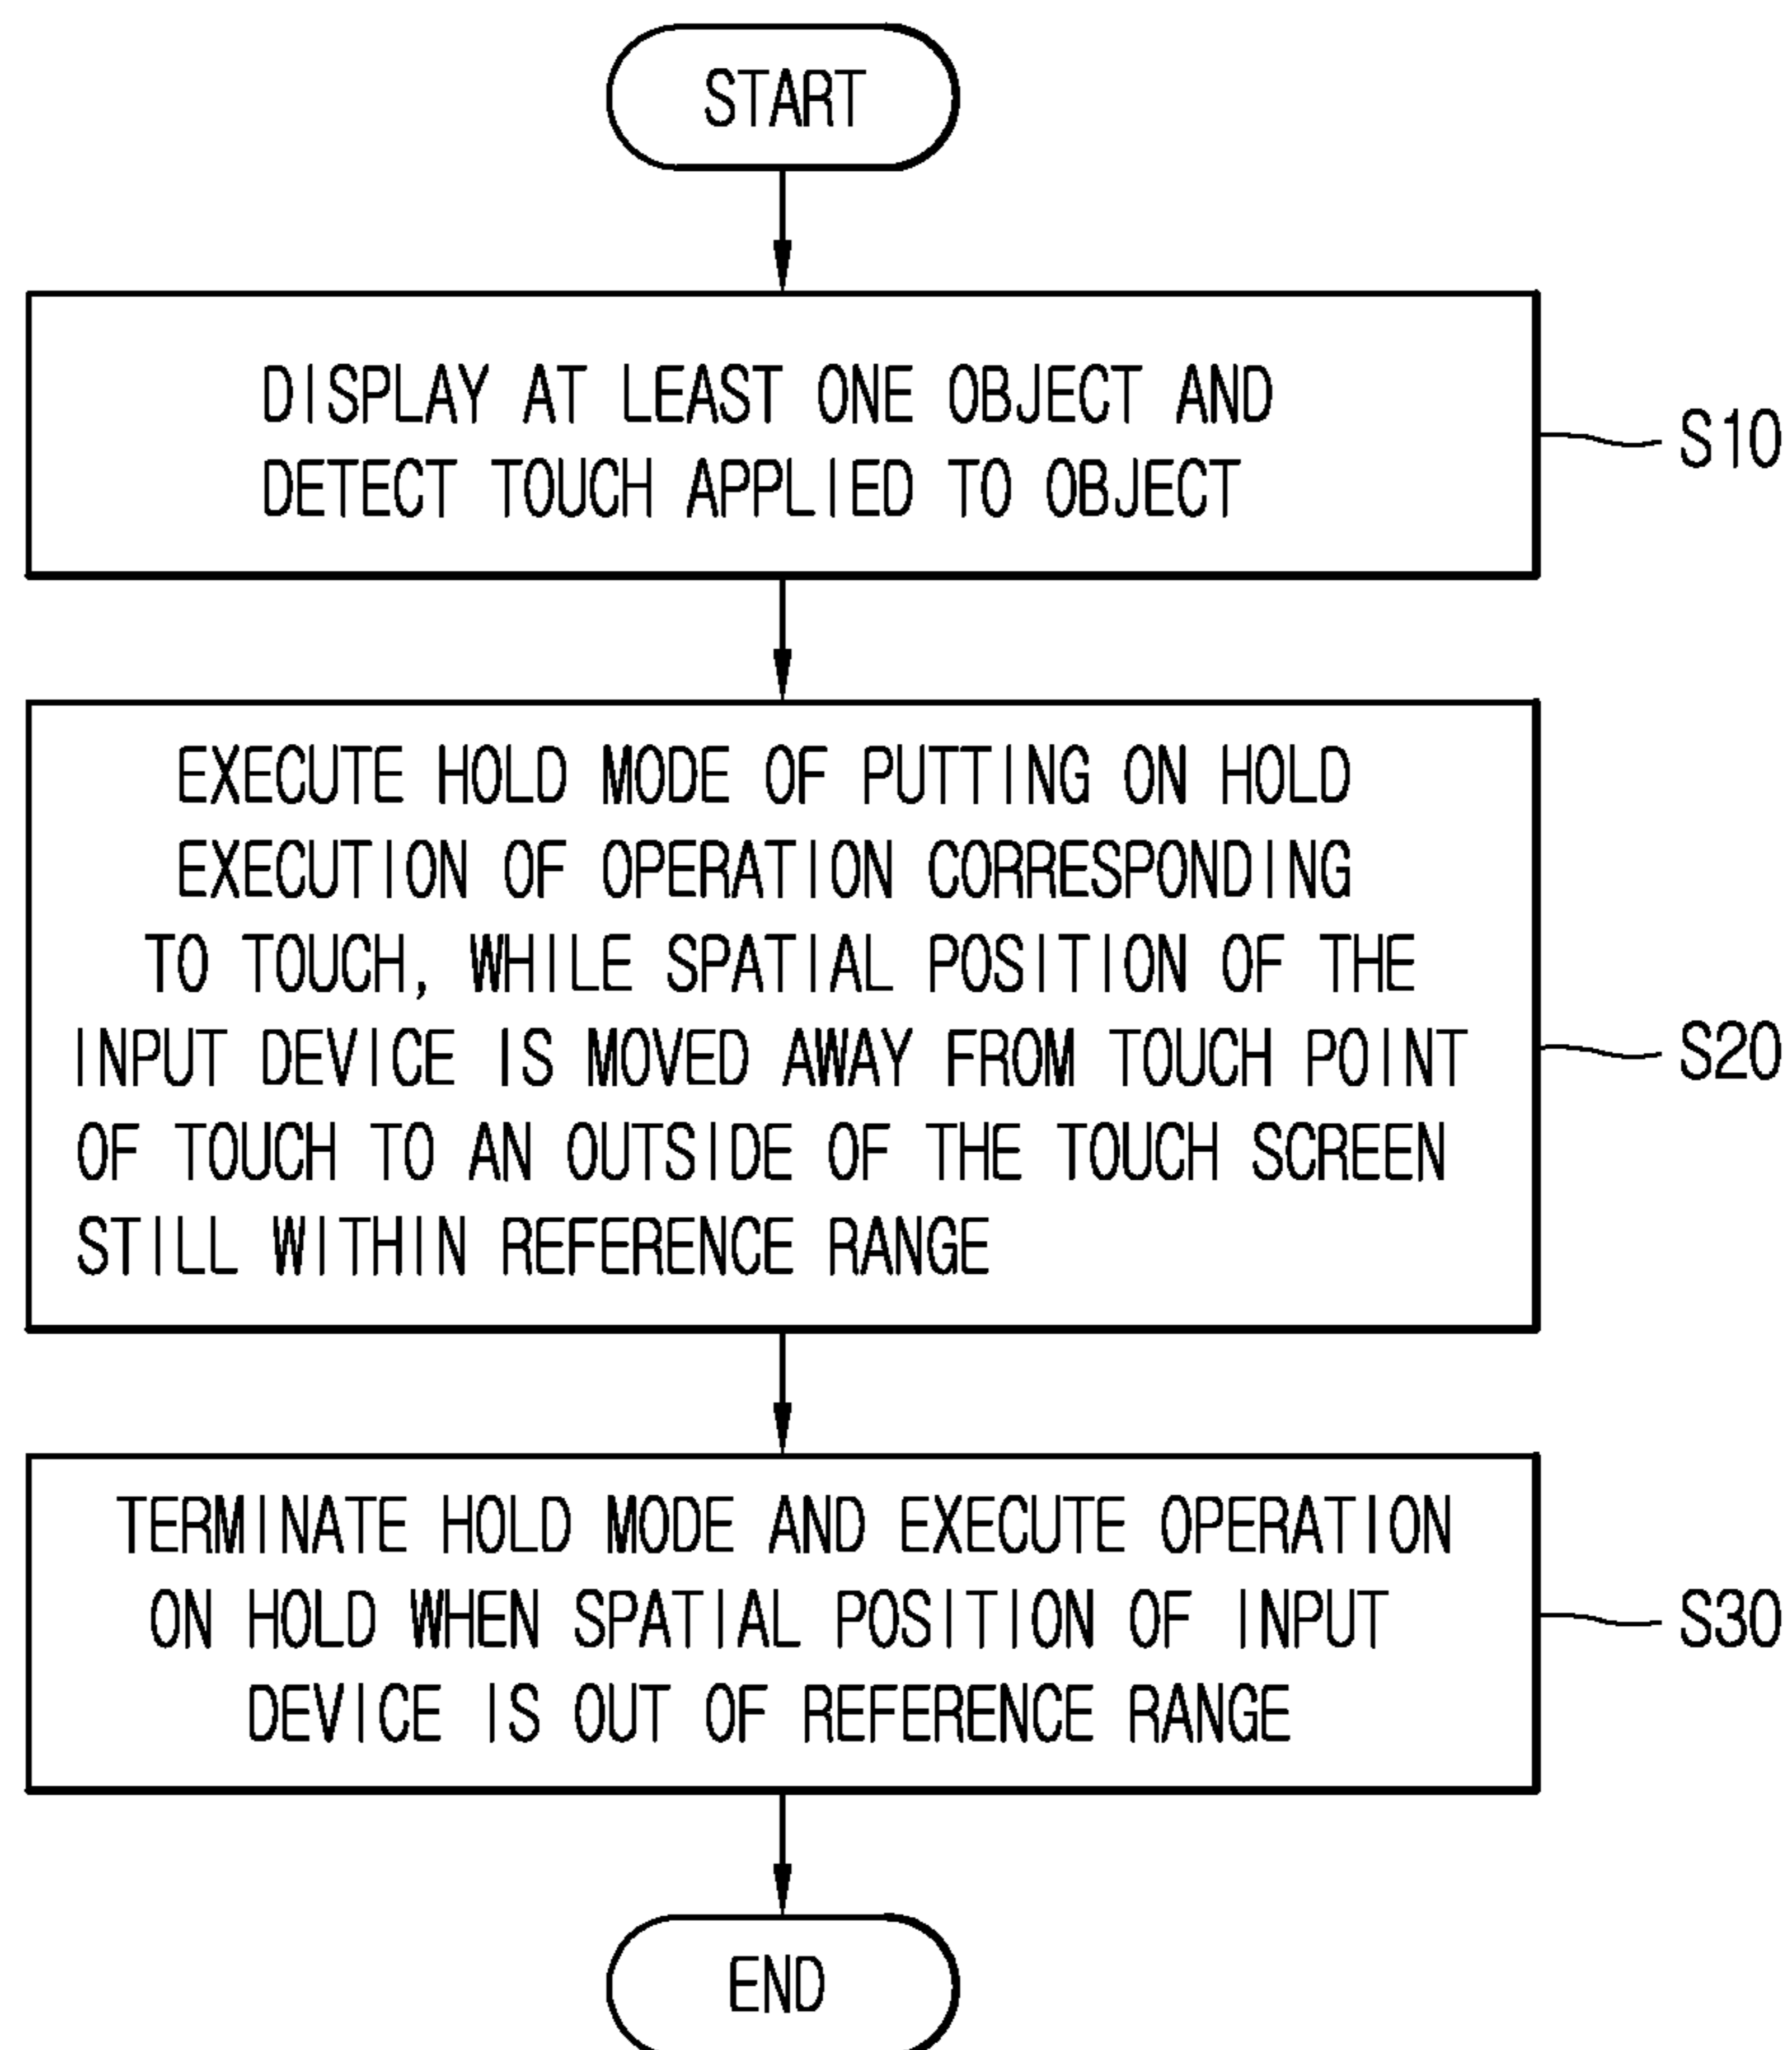 START
DISPLAY AT LEAST ONE OBJECT AND
DETECT TOUCH APPLIED TO OBJECT
S10
EXECUTE HOLD MODE OF PUTTING ON HOLD
EXECUTION OF OPERATION CORRESPONDING
TO TOUCH, WHILE SPATIAL POSITION OF THE
INPUT DEVICE IS MOVED AWAY FROM TOUCH POINT
OF TOUCH TO AN OUTSIDE OF THE TOUCH SCREEN
STILL WITHIN REFERENCE RANGE
S20
TERMINATE HOLD MODE AND EXECUTE OPERATION
ON HOLD WHEN SPATIAL POSITION OF INPUT
DEVICE IS OUT OF REFERENCE RANGE
S30
END